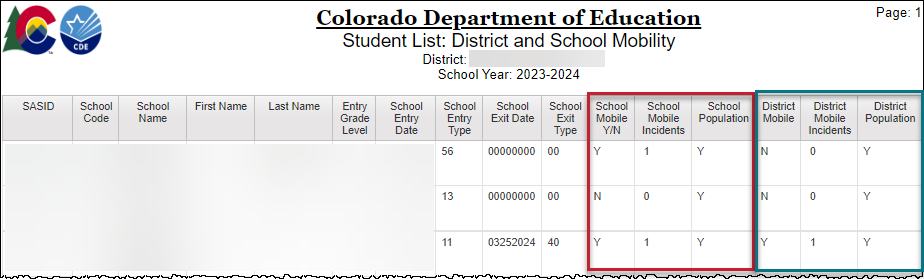 CDE
Colorado Department of Education
Page: 1
Student List: District and School Mobility
District:
School Year: 2023-2024
SASID School Code School Name First Name Last Name Entry Grade Level School Entry Date School Entry Type School Exit Date School Exit Type School Mobile Y/N School Mobile Incidents School Population District Mobile District Mobile Incidents District Population
56 00000000 00 Y 1 Y N 0 Y
13 00000000 00 N 0 Y N 0 Y
11 03252024 40 Y 1 Y Y 1 Y